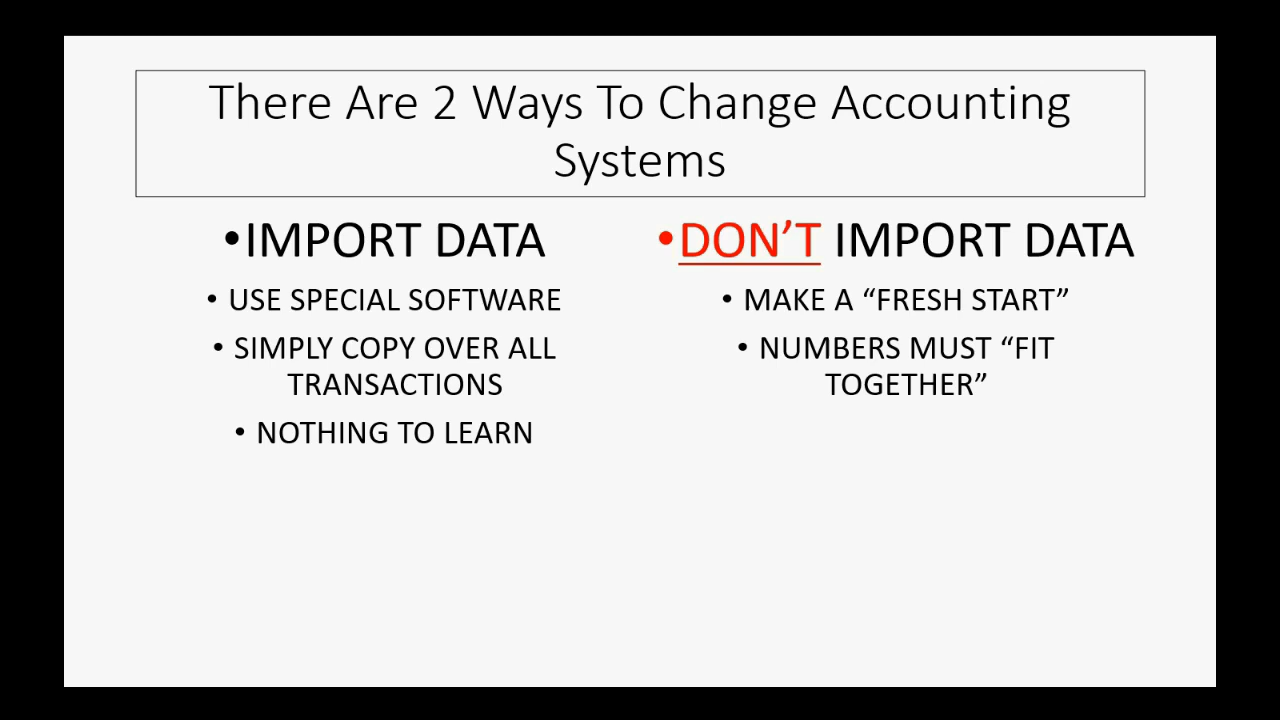 There Are 2 Ways To Change Accounting
Systems
•IMPORT DATA
• USE SPECIAL SOFTWARE
• SIMPLY COPY OVER ALL
TRANSACTIONS
• NOTHING TO LEARN
•DON’T IMPORT DATA
• MAKE A “FRESH START”
• NUMBERS MUST “FIT
TOGETHER”